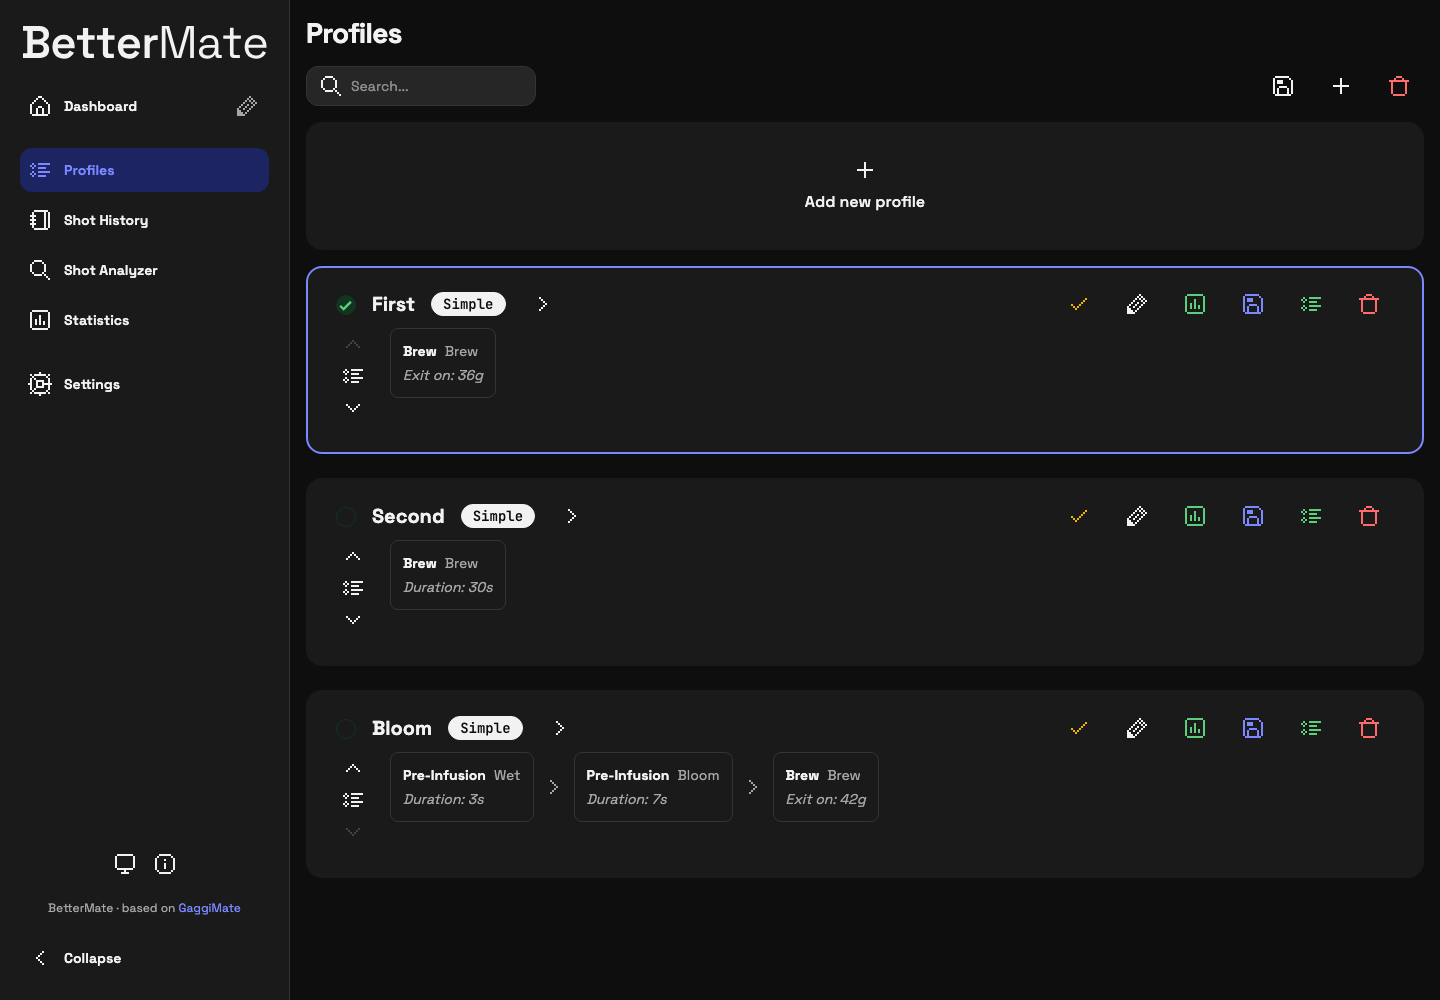 BetterMate
Dashboard
Profiles
Shot History
Shot Analyzer
Statistics
Settings
BetterMate · based on GaggiMate
Collapse
Profiles
Search...
Add new profile
First Simple
Brew Brew
Exit on: 36g
Second Simple
Brew Brew
Duration: 30s
Bloom Simple
Pre-Infusion Wet
Duration: 3s
Pre-Infusion Bloom
Duration: 7s
Brew Brew
Exit on: 42g